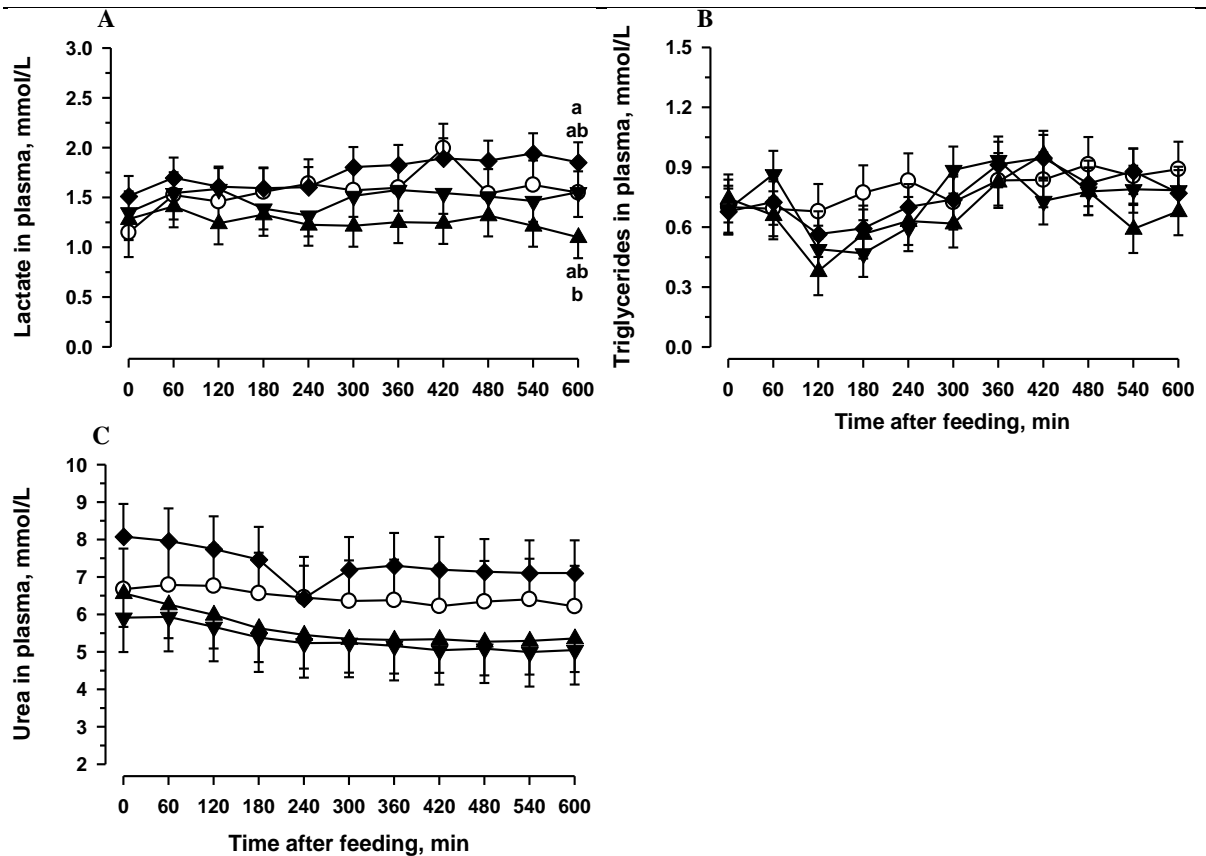 A
Lactate in plasma, mmol/L
3.0
2.5
2.0
1.5
1.0
0.5
0.0
a
ab
ab
b
0 60 120 180 240 300 360 420 480 540 600
B
Triglycerides in plasma, mmol/L
1.5
1.2
0.9
0.6
0.3
0.0
0 60 120 180 240 300 360 420 480 540 600
Time after feeding, min
C
Urea in plasma, mmol/L
10
9
8
7
6
5
4
3
2
0 60 120 180 240 300 360 420 480 540 600
Time after feeding, min